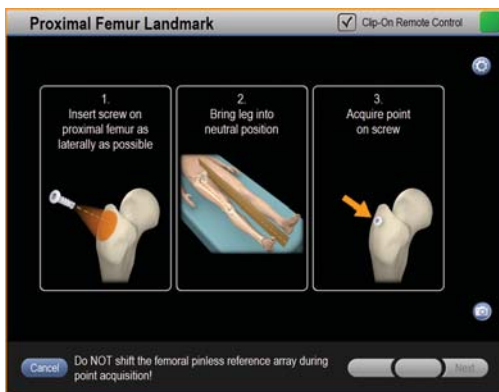 Proximal Femur Landmark
Clip-On Remote Control
1.
Insert screw on
proximal femur as
laterally as possible
2.
Bring leg into
neutral position
3.
Acquire point
on screw
Cancel
Do NOT shift the femoral pinless reference array during
point acquisition!
Next